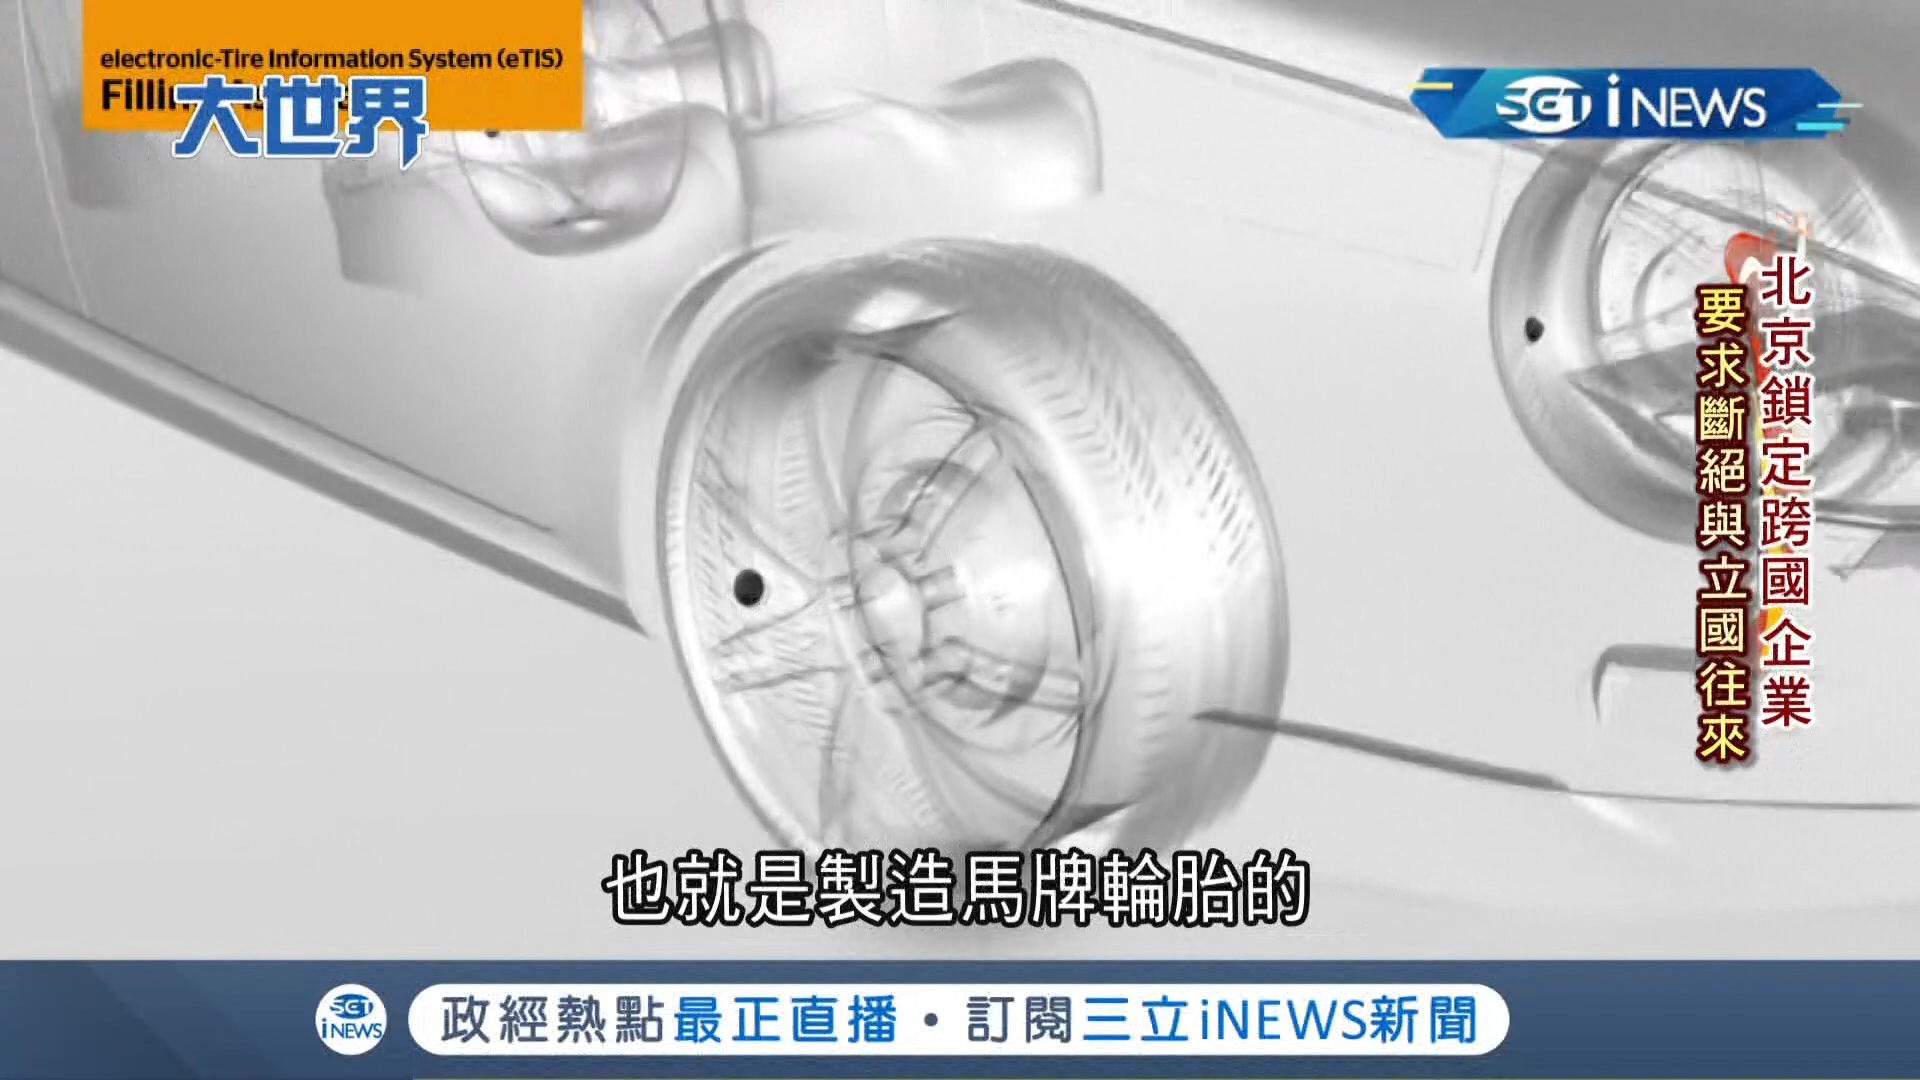 electronic-Tire Information System (eTIS)
大世界
SET iNEWS
北京鎖定跨國企業
要求斷絕與立國往來
也就是製造馬牌輪胎的
SET iNEWS
政經熱點最正直播・訂閱三立iNEWS新聞